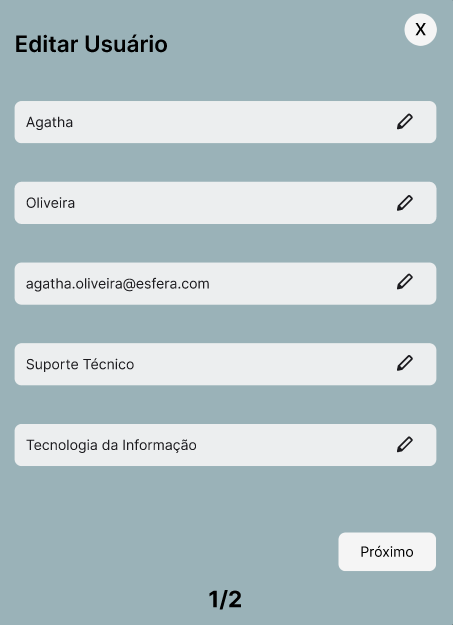 X
Editar Usuário
Agatha
Oliveira
agatha.oliveira@esfera.com
Suporte Técnico
Tecnologia da Informação
Próximo
1/2